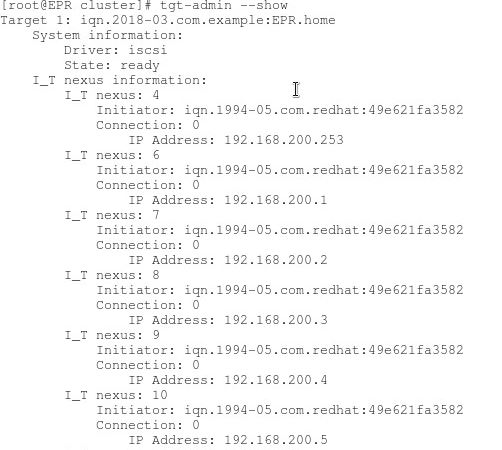 [root@EPR cluster]# tgt-admin --show
Target 1: iqn.2018-03.com.example:EPR.home
System information:
Driver: iscsi
State: ready
I_T nexus information:
I_T nexus: 4
Initiator: iqn.1994-05.com.redhat:49e621fa3582
Connection: 0
IP Address: 192.168.200.253
I_T nexus: 6
Initiator: iqn.1994-05.com.redhat:49e621fa3582
Connection: 0
IP Address: 192.168.200.1
I_T nexus: 7
Initiator: iqn.1994-05.com.redhat:49e621fa3582
Connection: 0
IP Address: 192.168.200.2
I_T nexus: 8
Initiator: iqn.1994-05.com.redhat:49e621fa3582
Connection: 0
IP Address: 192.168.200.3
I_T nexus: 9
Initiator: iqn.1994-05.com.redhat:49e621fa3582
Connection: 0
IP Address: 192.168.200.4
I_T nexus: 10
Initiator: iqn.1994-05.com.redhat:49e621fa3582
Connection: 0
IP Address: 192.168.200.5